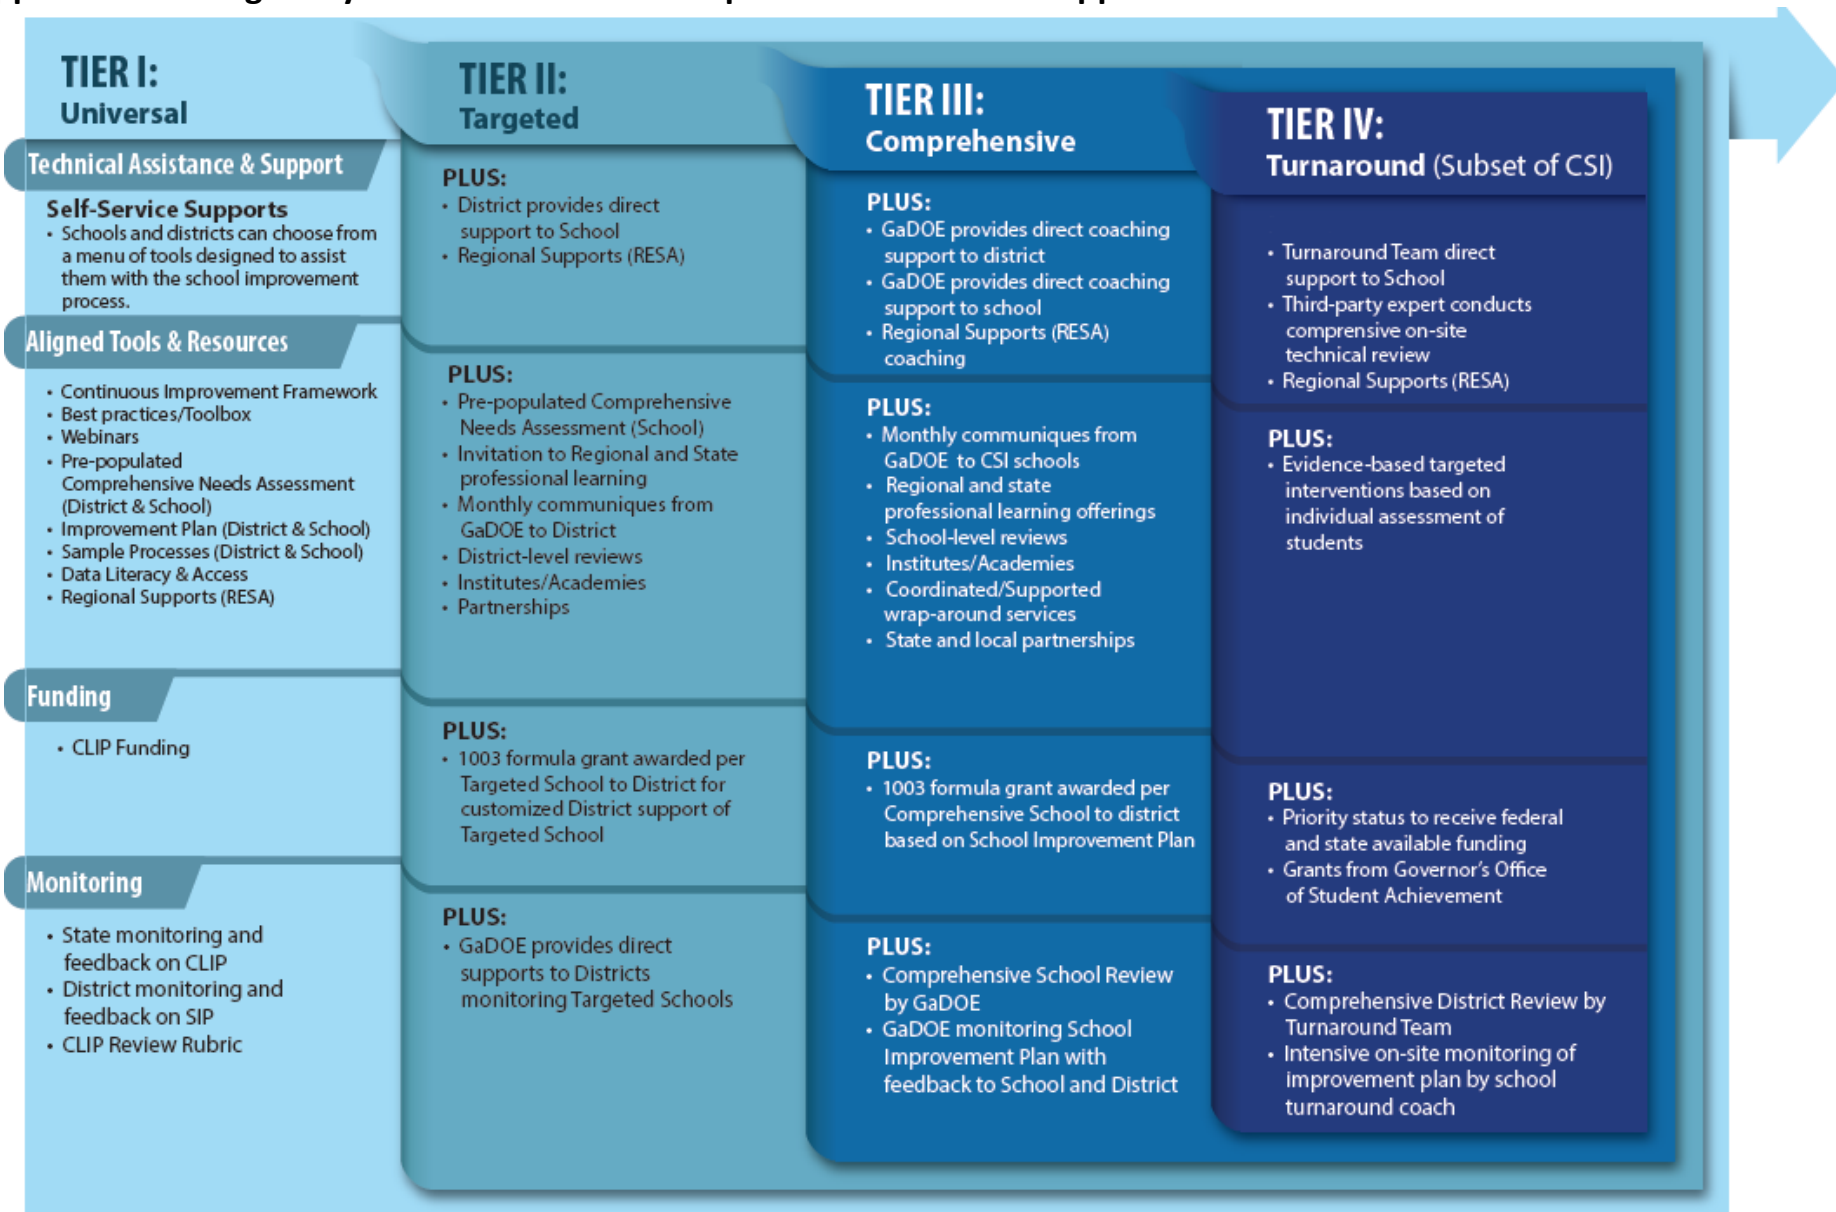 TIER I:
Universal
Technical Assistance & Support
Self-Service Supports
• Schools and districts can choose from
a menu of tools designed to assist
them with the school improvement
process.
Aligned Tools & Resources
• Continuous Improvement Framework
• Best practices/Toolbox
• Webinars
• Pre-populated
Comprehensive Needs Assessment
(District & School)
• Improvement Plan (District & School)
• Sample Processes (District & School)
• Data Literacy & Access
• Regional Supports (RESA)
Funding
• CLIP Funding
Monitoring
• State monitoring and
feedback on CLIP
• District monitoring and
feedback on SIP
• CLIP Review Rubric
TIER II:
Targeted
PLUS:
• District provides direct
support to School
• Regional Supports (RESA)
PLUS:
• Pre-populated Comprehensive
Needs Assessment (School)
• Invitation to Regional and State
professional learning
• Monthly communiques from
GaDOE to District
• District-level reviews
• Institutes/Academies
• Partnerships
PLUS:
• 1003 formula grant awarded per
Targeted School to District for
customized District support of
Targeted School
PLUS:
• GaDOE provides direct
supports to Districts
monitoring Targeted Schools
TIER III:
Comprehensive
PLUS:
• GaDOE provides direct coaching
support to district
• GaDOE provides direct coaching
support to school
• Regional Supports (RESA)
coaching
PLUS:
• Monthly communiques from
GaDOE to CSI schools
• Regional and state
professional learning offerings
• School-level reviews
• Institutes/Academies
• Coordinated/Supported
wrap-around services
• State and local partnerships
PLUS:
• 1003 formula grant awarded per
Comprehensive School to district
based on School Improvement Plan
PLUS:
• Comprehensive School Review
by GaDOE
• GaDOE monitoring School
Improvement Plan with
feedback to School and District
TIER IV:
Turnaround (Subset of CSI)
• Turnaround Team direct
support to School
• Third-party expert conducts
comprensive on-site
technical review
• Regional Supports (RESA)
PLUS:
• Evidence-based targeted
interventions based on
individual assessment of
students
PLUS:
• Priority status to receive federal
and state available funding
• Grants from Governor's Office
of Student Achievement
PLUS:
• Comprehensive District Review by
Turnaround Team
• Intensive on-site monitoring of
improvement plan by school
turnaround coach